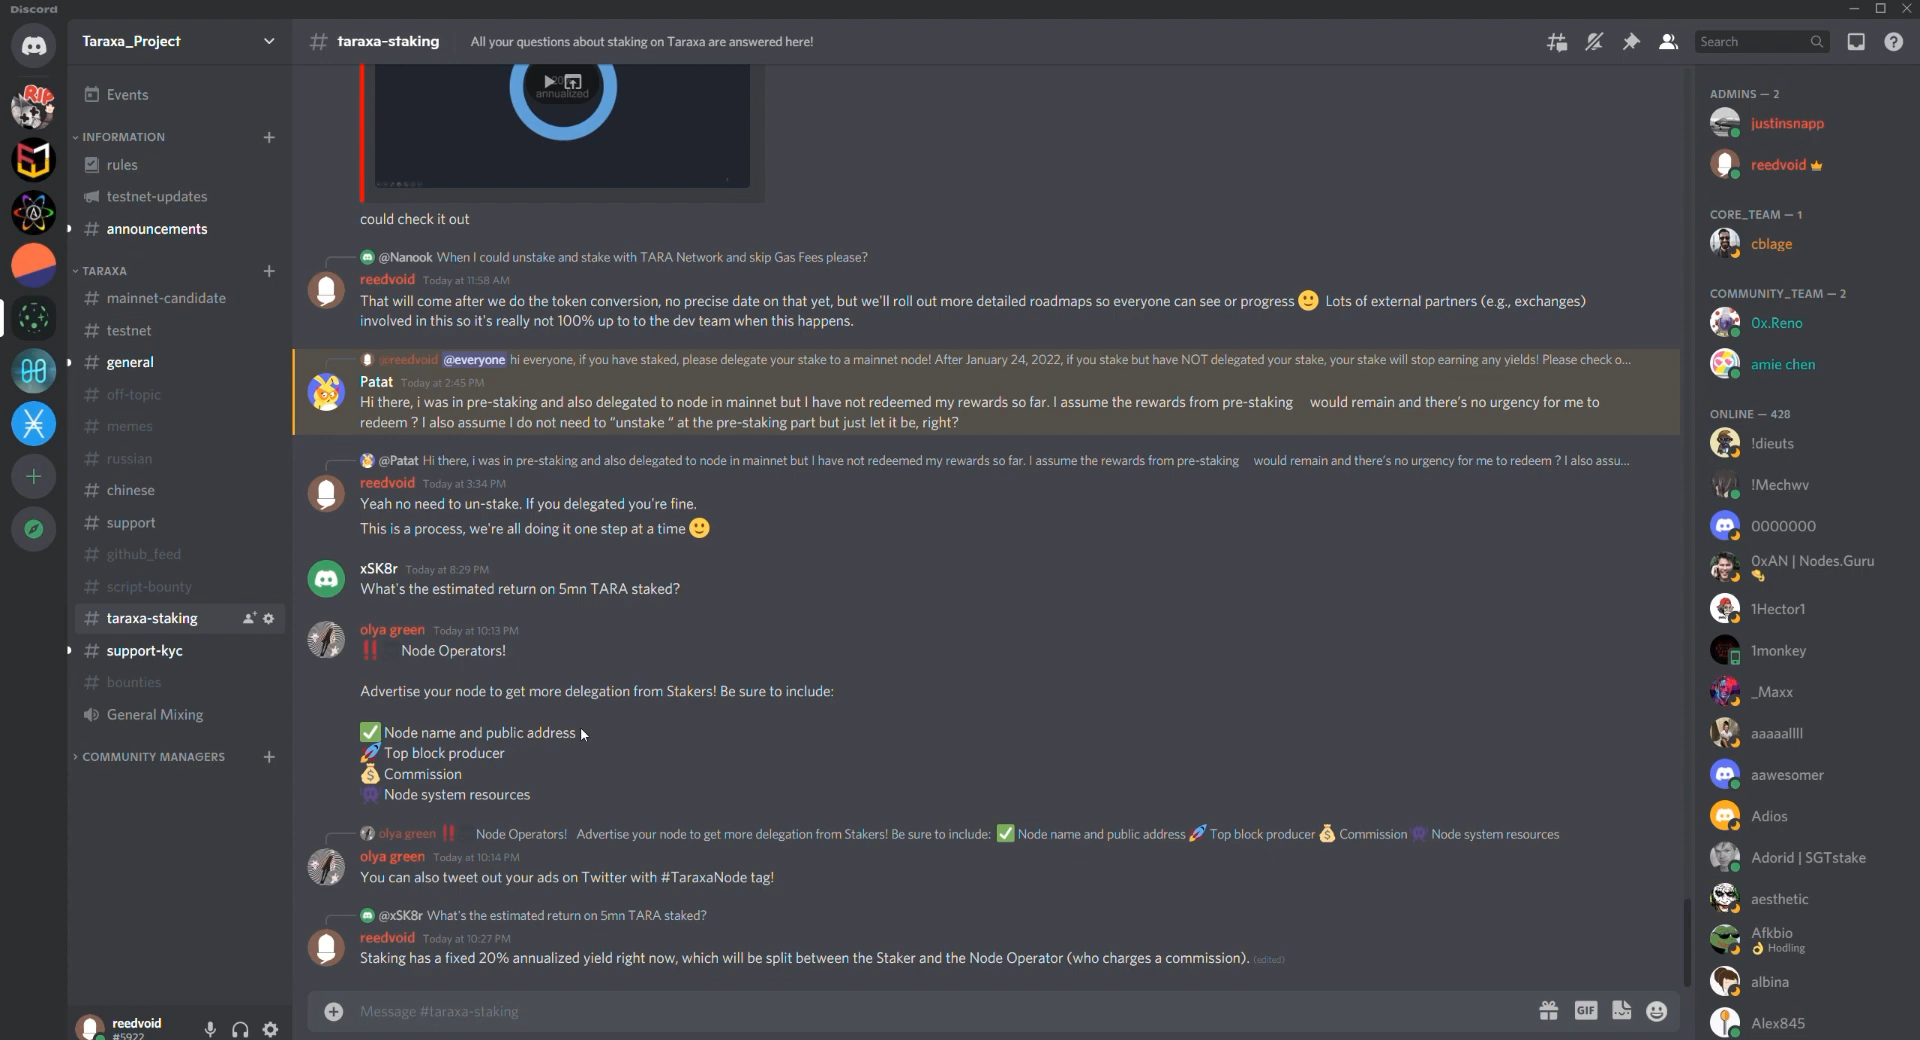 Discord
Taraxa_Project
# taraxa-staking
All your questions about staking on Taraxa are answered here!
Search
Events
INFORMATION
rules
testnet-updates
# announcements
TARAXA
# mainnet-candidate
# testnet
# general
# off-topic
# memes
# russian
# chinese
# support
# github_feed
# script-bounty
# taraxa-staking
# support-kyc
# bounties
General Mixing
COMMUNITY MANAGERS
reedvoid
#5922
annualized
could check it out
@Nanook When I could unstake and stake with TARA Network and skip Gas Fees please?
reedvoid Today at 11:58 AM
That will come after we do the token conversion, no precise date on that yet, but we'll roll out more detailed roadmaps so everyone can see or progress 🙂 Lots of external partners (e.g., exchanges)
involved in this so it's really not 100% up to to the dev team when this happens.
@reedvoid @everyone hi everyone, if you have staked, please delegate your stake to a mainnet node! After January 24, 2022, if you stake but have NOT delegated your stake, your stake will stop earning any yields! Please check o...
Patat Today at 2:45 PM
Hi there, i was in pre-staking and also delegated to node in mainnet but I have not redeemed my rewards so far. I assume the rewards from pre-staking would remain and there's no urgency for me to
redeem ? I also assume I do not need to "unstake " at the pre-staking part but just let it be, right?
@Patat Hi there, i was in pre-staking and also delegated to node in mainnet but I have not redeemed my rewards so far. I assume the rewards from pre-staking would remain and there's no urgency for me to redeem ? I also assu...
reedvoid Today at 3:34 PM
Yeah no need to un-stake. If you delegated you're fine.
This is a process, we're all doing it one step at a time 🙂
xSK8r Today at 8:29 PM
What's the estimated return on 5mn TARA staked?
olya green Today at 10:13 PM
‼️ Node Operators!
Advertise your node to get more delegation from Stakers! Be sure to include:
✅ Node name and public address
🚀 Top block producer
💰 Commission
👾 Node system resources
olya green ‼️ Node Operators! Advertise your node to get more delegation from Stakers! Be sure to include: ✅ Node name and public address 🚀 Top block producer 💰 Commission 👾 Node system resources
olya green Today at 10:14 PM
You can also tweet out your ads on Twitter with #TaraxaNode tag!
@xSK8r What's the estimated return on 5mn TARA staked?
reedvoid Today at 10:27 PM
Staking has a fixed 20% annualized yield right now, which will be split between the Staker and the Node Operator (who charges a commission). (edited)
Message #taraxa-staking
GIF
ADMINS — 2
justinsnapp
reedvoid
CORE_TEAM — 1
cblage
COMMUNITY_TEAM — 2
0x.Reno
amie chen
ONLINE — 428
!dieuts
!Mechwv
0000000
0xAN | Nodes.Guru
1Hector1
1monkey
_Maxx
aaaaallll
aawesomer
Adios
Adorid | SGTstake
aesthetic
Afkbio
👌 Hodling
albina
Alex845